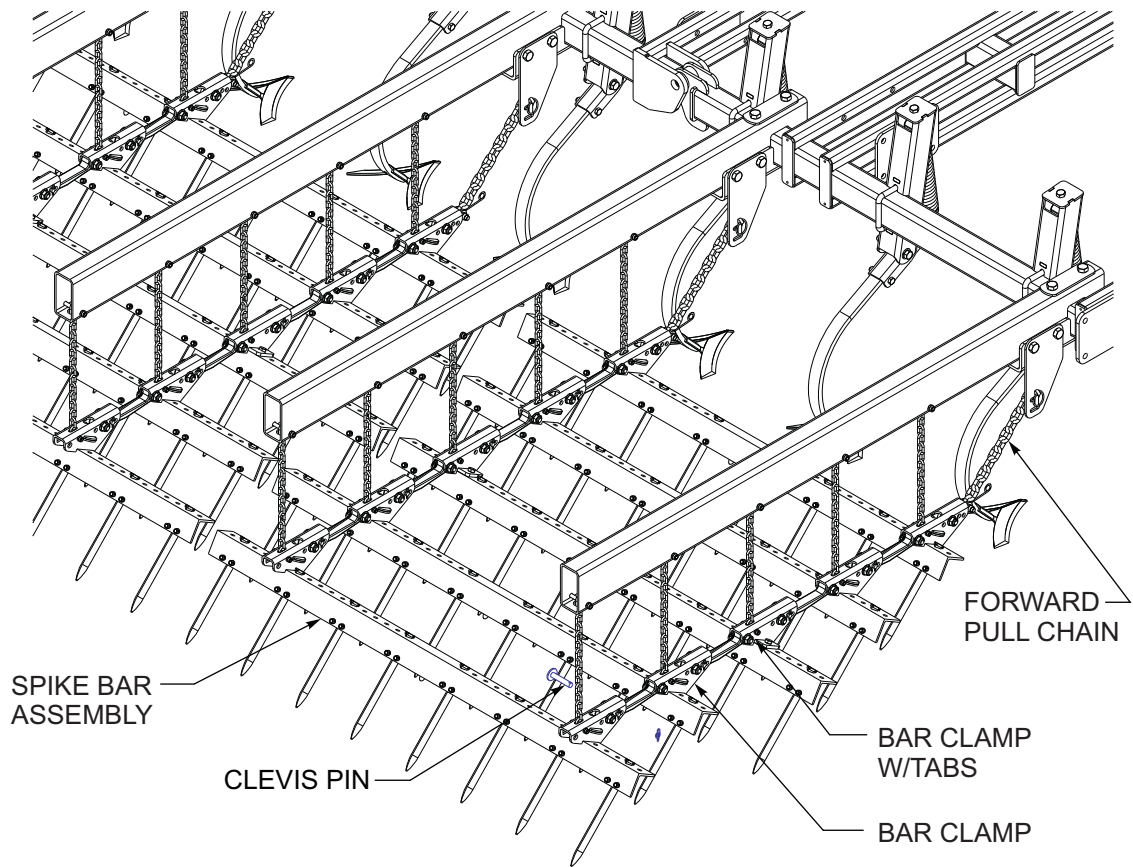 FORWARD
PULL CHAIN
SPIKE BAR
ASSEMBLY
CLEVIS PIN
BAR CLAMP
W/TABS
BAR CLAMP